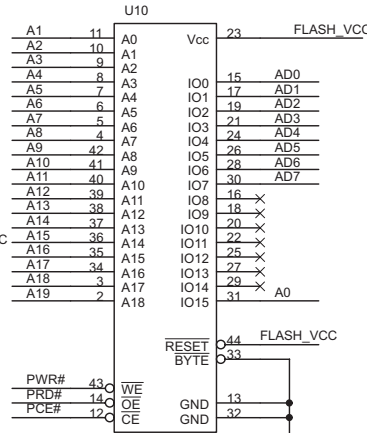 U10
A1 11 A0 Vcc 23 FLASH_VCC
A2 10 A1
A3 9 A2
A4 8 A3 IO0 15 AD0
A5 7 A4 IO1 17 AD1
A6 6 A5 IO2 19 AD2
A7 5 A6 IO3 21 AD3
A8 4 A7 IO4 24 AD4
A9 42 A8 IO5 26 AD5
A10 41 A9 IO6 28 AD6
A11 40 A10 IO7 30 AD7
A12 39 A11 IO8 16
A13 38 A12 IO9 18
A14 37 A13 IO10 20
C A15 36 A14 IO11 22
A16 35 A15 IO12 25
A17 34 A16 IO13 27
A18 3 A17 IO14 29
A19 2 A18 IO15 31 A0
RESET 44 FLASH_VCC
BYTE 33
PWR# 43 WE
PRD# 14 OE GND 13
PCE# 12 CE GND 32